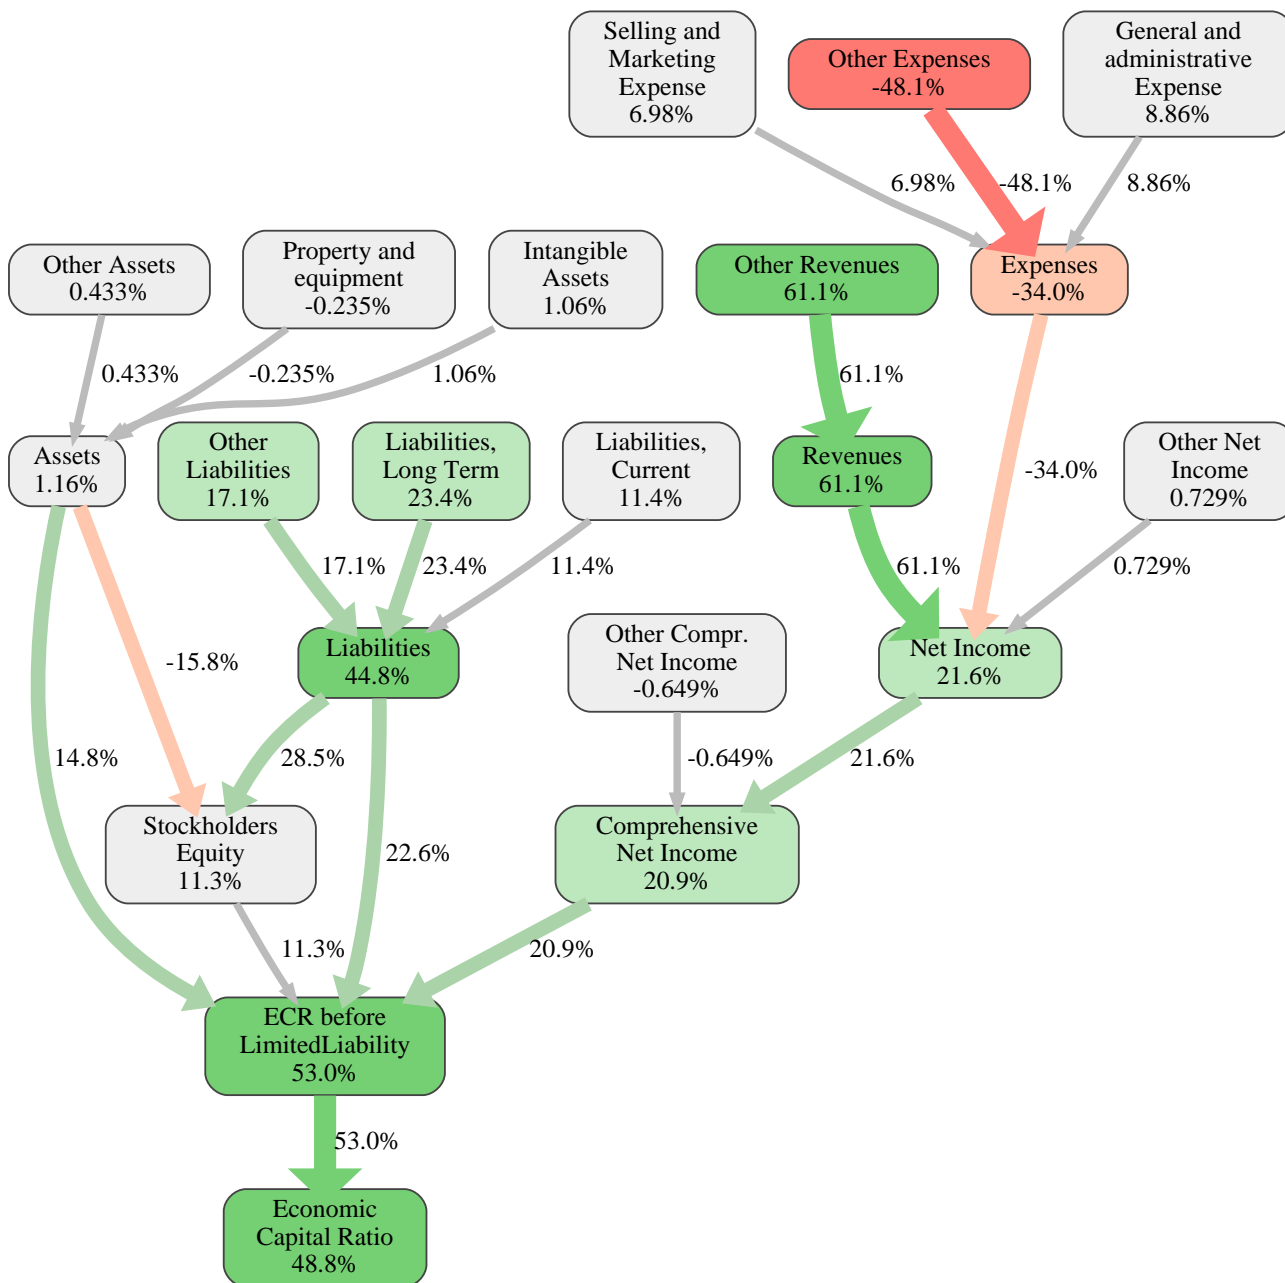 Selling and
Marketing
Expense
6.98%
Other Expenses
-48.1%
General and
administrative
Expense
8.86%
6.98%
-48.1%
8.86%
Other Assets
0.433%
Property and
equipment
-0.235%
Intangible
Assets
1.06%
Other Revenues
61.1%
Expenses
-34.0%
0.433%
-0.235%
1.06%
61.1%
Assets
1.16%
Other
Liabilities
17.1%
Liabilities,
Long Term
23.4%
Liabilities,
Current
11.4%
Revenues
61.1%
-34.0%
Other Net
Income
0.729%
17.1%
23.4%
11.4%
61.1%
0.729%
-15.8%
Liabilities
44.8%
Other Compr.
Net Income
-0.649%
Net Income
21.6%
14.8%
28.5%
-0.649%
21.6%
Stockholders
Equity
11.3%
22.6%
Comprehensive
Net Income
20.9%
11.3%
20.9%
ECR before
LimitedLiability
53.0%
53.0%
Economic
Capital Ratio
48.8%